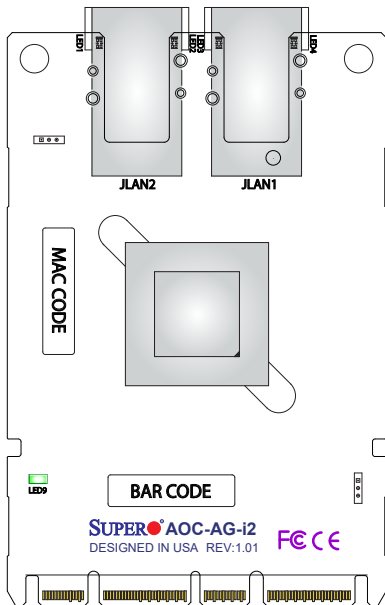 LED1
LED2
LED3
LED4
JLAN2
JLAN1
MAC CODE
LED9
BAR CODE
SUPER° AOC-AG-i2
DESIGNED IN USA REV:1.01
FC CE